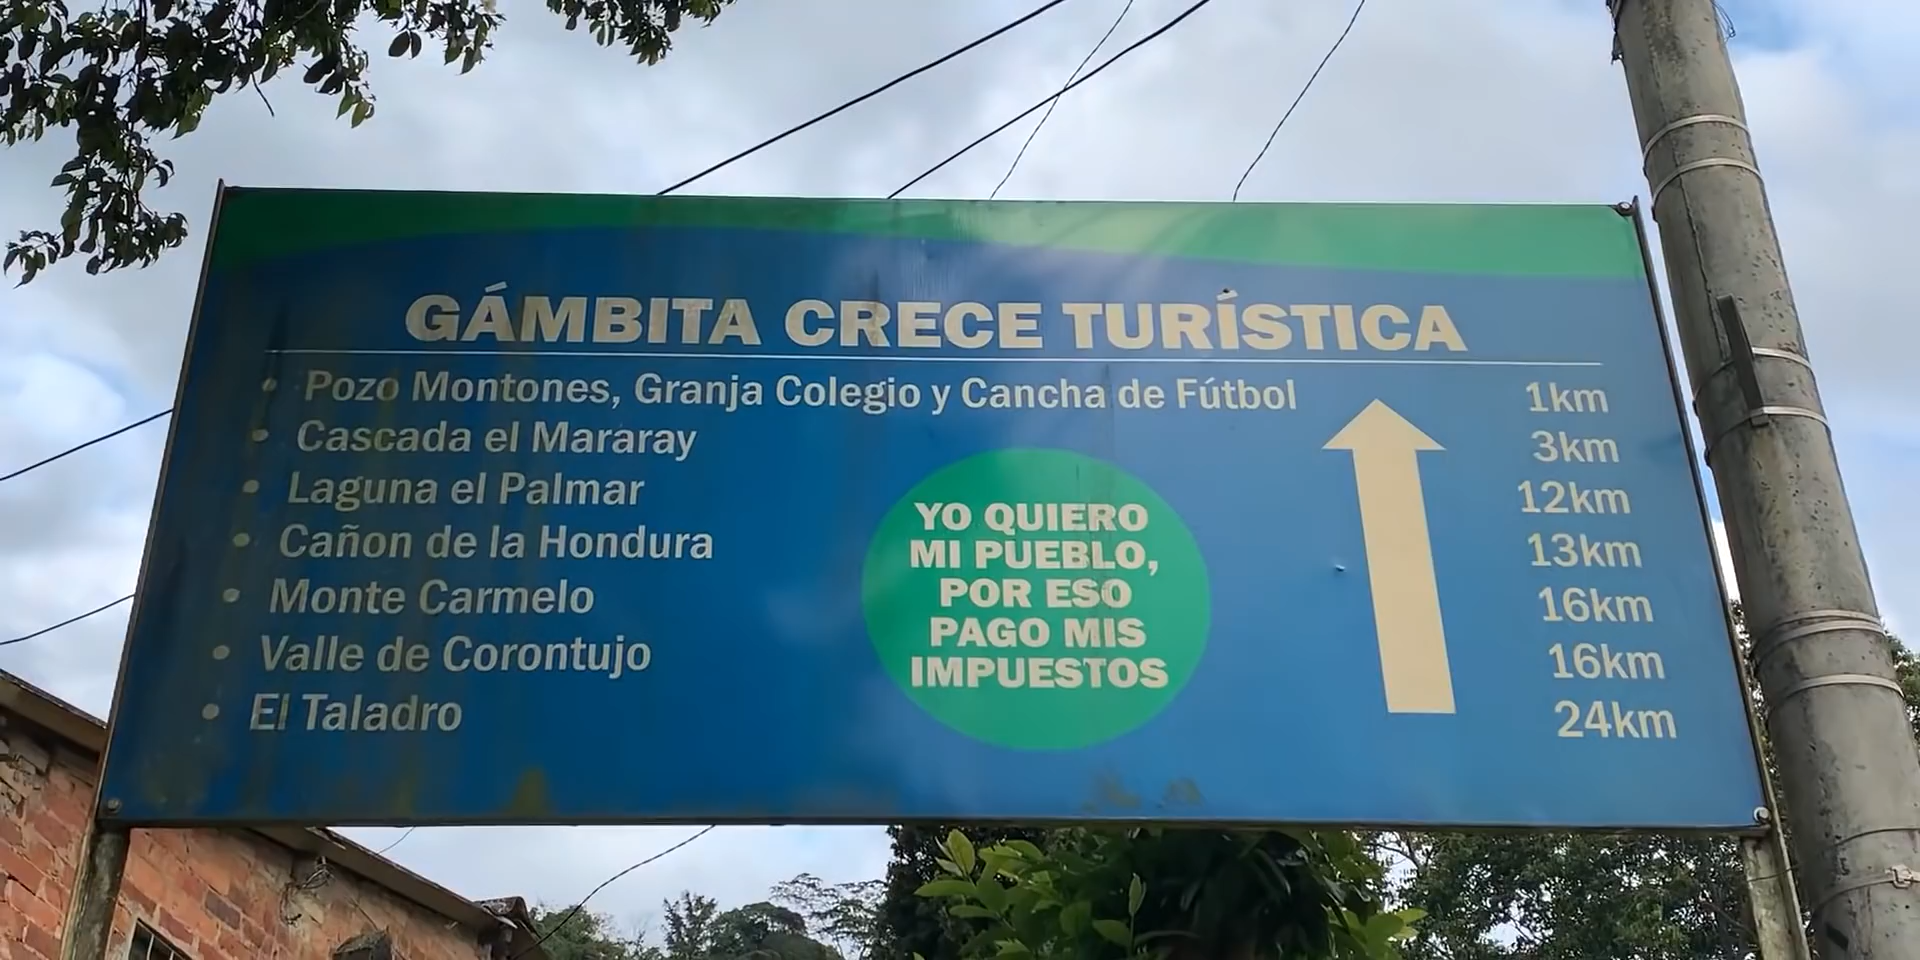 GÁMBITA CRECE TURÍSTICA
• Pozo Montones, Granja Colegio y Cancha de Fútbol 1km
• Cascada el Mararay 3km
• Laguna el Palmar 12km
• Cañon de la Hondura 13km
• Monte Carmelo 16km
• Valle de Corontujo 16km
• El Taladro 24km
YO QUIERO
MI PUEBLO,
POR ESO
PAGO MIS
IMPUESTOS